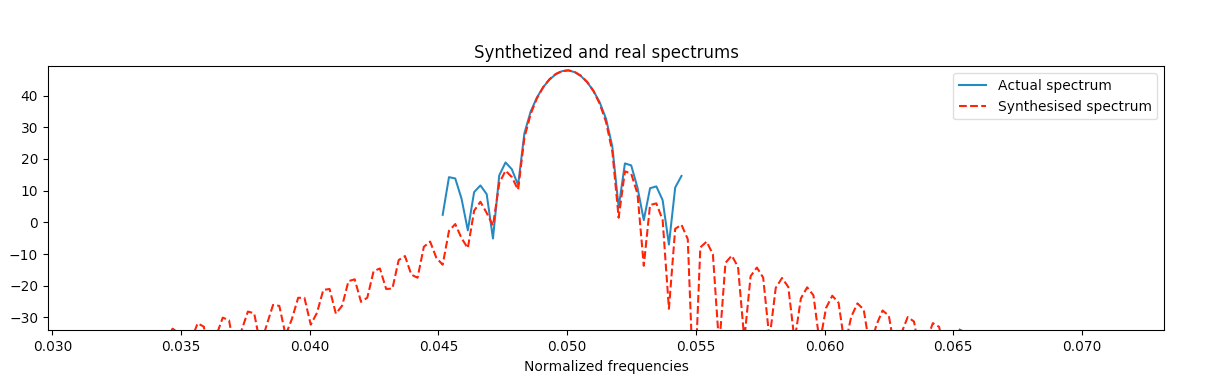 Synthetized and real spectrums
Actual spectrum
Synthesised spectrum
40
30
20
10
0
−10
−20
−30
0.030 0.035 0.040 0.045 0.050 0.055 0.060 0.065 0.070
Normalized frequencies